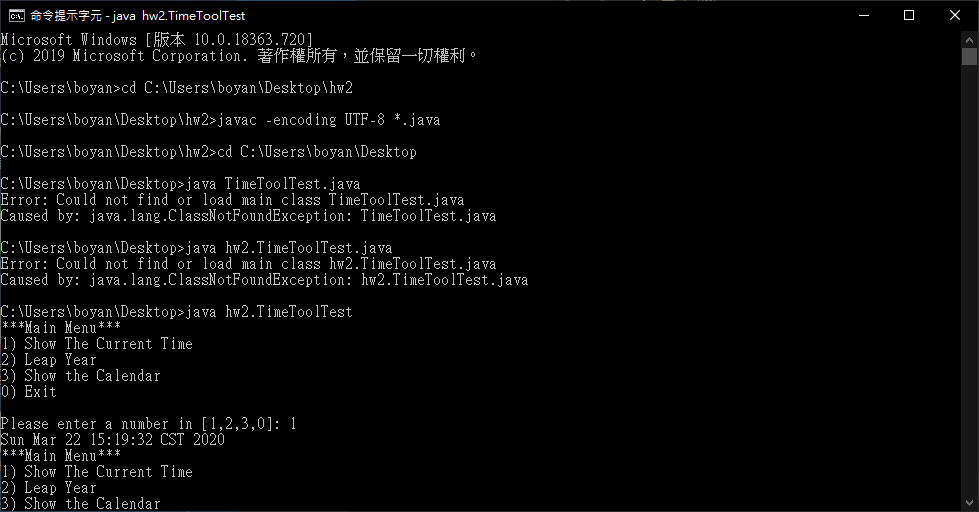 命令提示字元 - java hw2.TimeToolTest
Microsoft Windows [版本 10.0.18363.720]
(c) 2019 Microsoft Corporation. 著作權所有，並保留一切權利。
C:\Users\boyan>cd C:\Users\boyan\Desktop\hw2
C:\Users\boyan\Desktop\hw2>javac -encoding UTF-8 *.java
C:\Users\boyan\Desktop\hw2>cd C:\Users\boyan\Desktop
C:\Users\boyan\Desktop>java TimeToolTest.java
Error: Could not find or load main class TimeToolTest.java
Caused by: java.lang.ClassNotFoundException: TimeToolTest.java
C:\Users\boyan\Desktop>java hw2.TimeToolTest.java
Error: Could not find or load main class hw2.TimeToolTest.java
Caused by: java.lang.ClassNotFoundException: hw2.TimeToolTest.java
C:\Users\boyan\Desktop>java hw2.TimeToolTest
***Main Menu***
1) Show The Current Time
2) Leap Year
3) Show the Calendar
0) Exit
Please enter a number in [1,2,3,0]: 1
Sun Mar 22 15:19:32 CST 2020
***Main Menu***
1) Show The Current Time
2) Leap Year
3) Show the Calendar